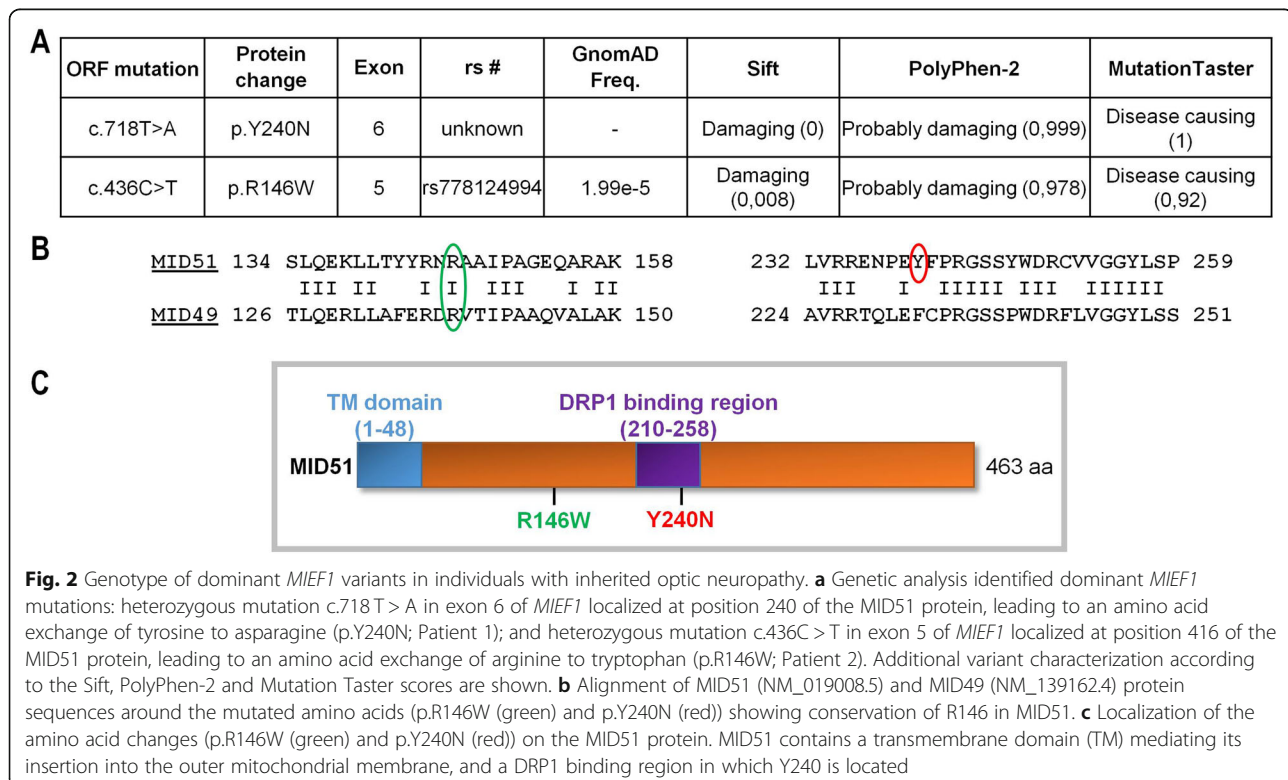 A
ORF mutation Protein change Exon rs # GnomAD Freq. Sift PolyPhen-2 MutationTaster
c.718T>A p.Y240N 6 unknown - Damaging (0) Probably damaging (0,999) Disease causing (1)
c.436C>T p.R146W 5 rs778124994 1.99e-5 Damaging (0,008) Probably damaging (0,978) Disease causing (0,92)
B
MID51 134 SLQEKLLTYYRNRAAIPAGEQARAK 158 232 LVRRENPEYFPRGSSYWDRCVVGGYLSP 259
III II I I III I II III I IIIII III IIIIII
MID49 126 TLQERLLAFERDRVTIPAAQVALAK 150 224 AVRRTQLEFCPRGSSPWDRFLVGGYLSS 251
C
TM domain
(1-48)
DRP1 binding region
(210-258)
MID51
463 aa
R146W
Y240N
Fig. 2 Genotype of dominant MIEF1 variants in individuals with inherited optic neuropathy. a Genetic analysis identified dominant MIEF1
mutations: heterozygous mutation c.718 T > A in exon 6 of MIEF1 localized at position 240 of the MID51 protein, leading to an amino acid
exchange of tyrosine to asparagine (p.Y240N; Patient 1); and heterozygous mutation c.436C > T in exon 5 of MIEF1 localized at position 416 of the
MID51 protein, leading to an amino acid exchange of arginine to tryptophan (p.R146W; Patient 2). Additional variant characterization according
to the Sift, PolyPhen-2 and Mutation Taster scores are shown. b Alignment of MID51 (NM_019008.5) and MID49 (NM_139162.4) protein
sequences around the mutated amino acids (p.R146W (green) and p.Y240N (red)) showing conservation of R146 in MID51. c Localization of the
amino acid changes (p.R146W (green) and p.Y240N (red)) on the MID51 protein. MID51 contains a transmembrane domain (TM) mediating its
insertion into the outer mitochondrial membrane, and a DRP1 binding region in which Y240 is located